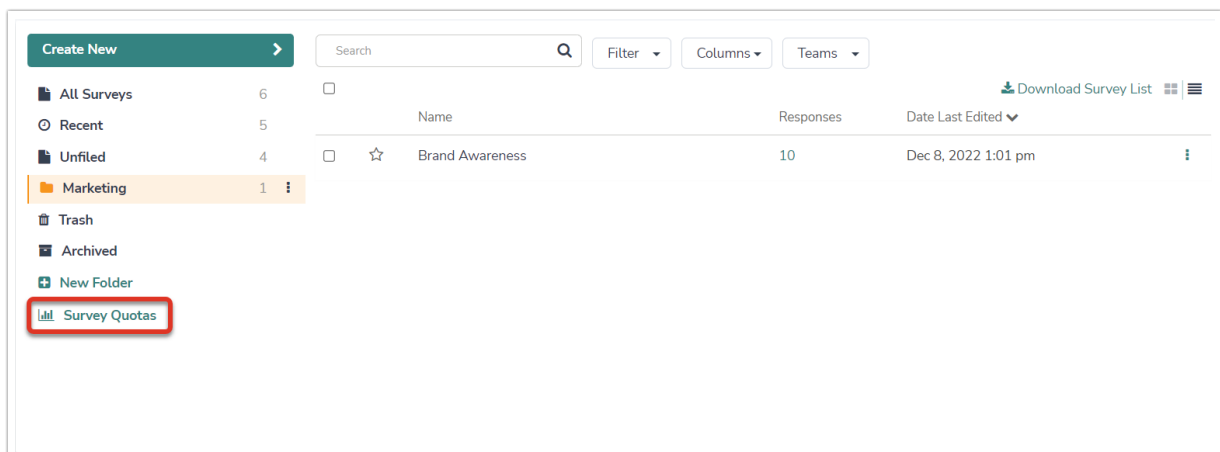 Create New
All Surveys 6
Recent 5
Unfiled 4
Marketing 1
Trash
Archived
New Folder
Survey Quotas
Search Filter Columns Teams
Download Survey List
Name Responses Date Last Edited
Brand Awareness 10 Dec 8, 2022 1:01 pm